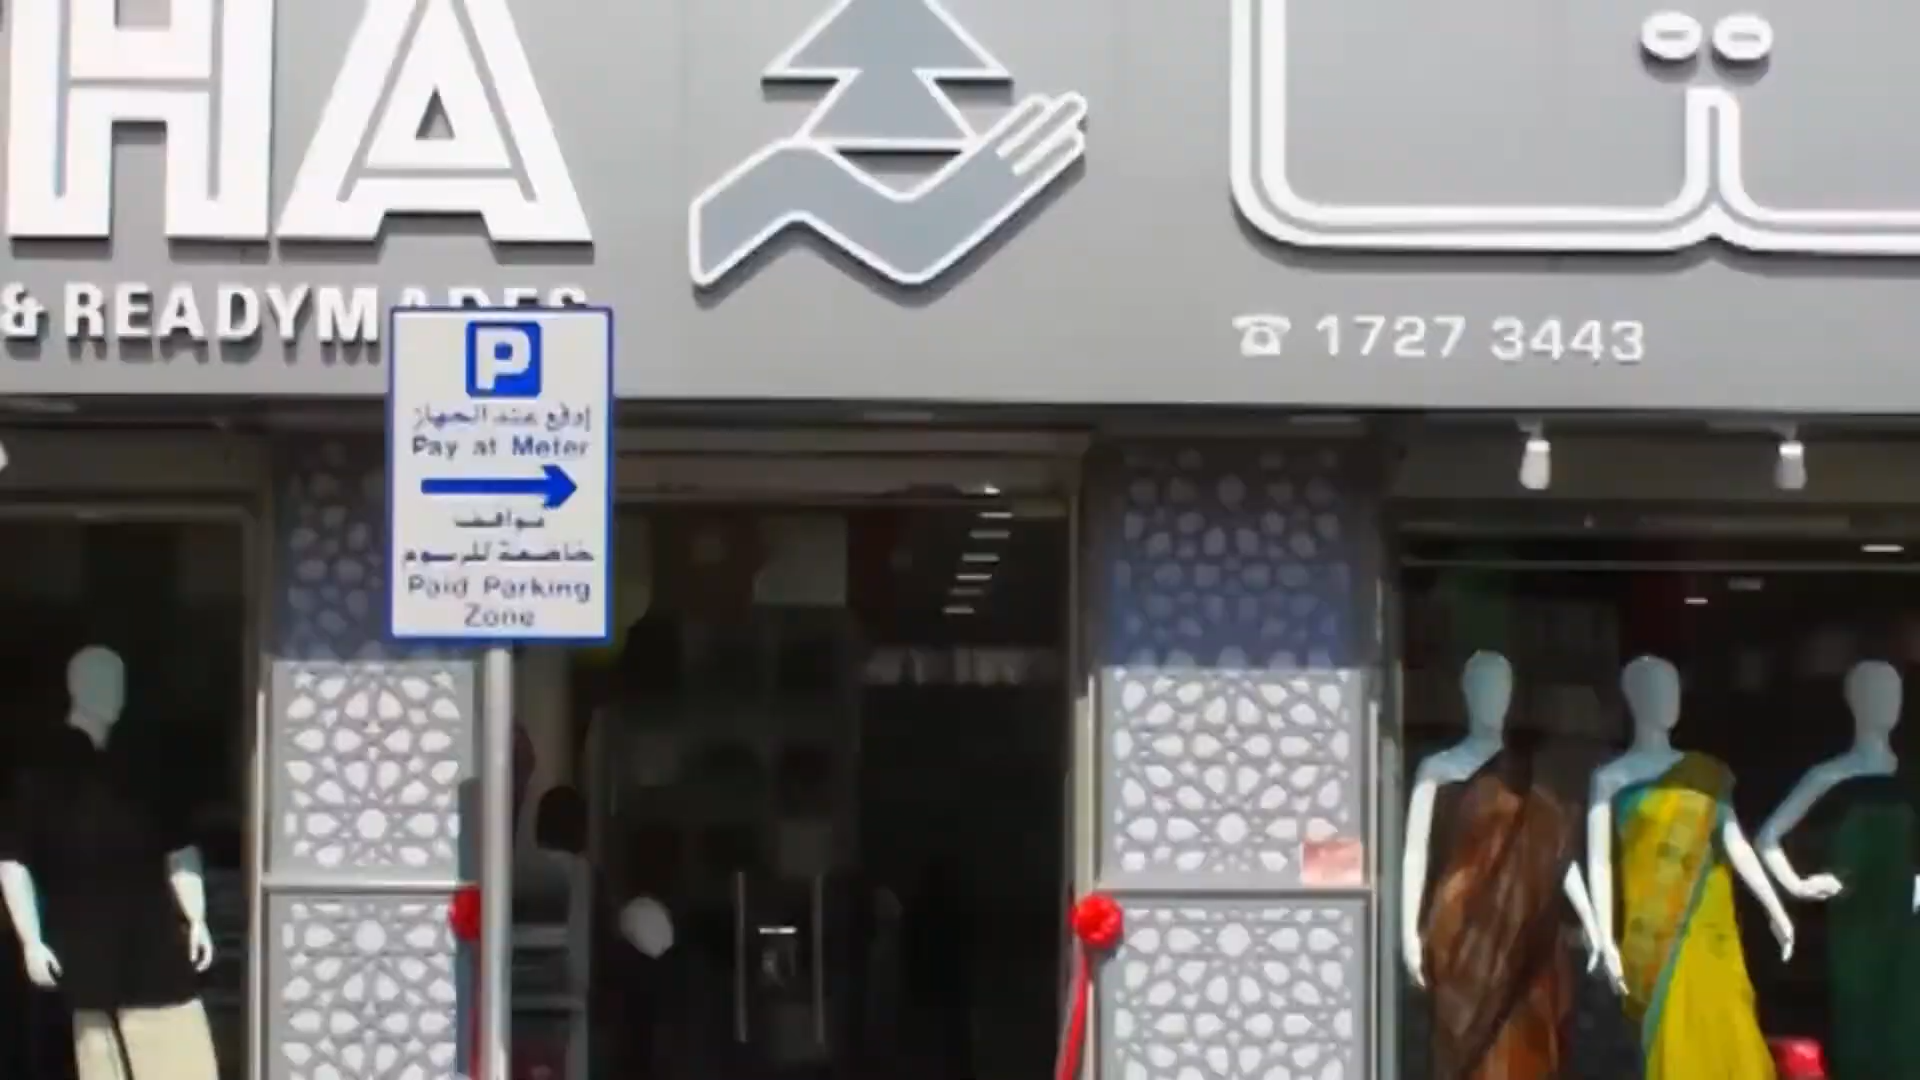 HA
& READYMADES
☎ 1727 3443
P
إدفع عند الجهاز
Pay at Meter
مواقف
خاضعة للرسوم
Paid Parking
Zone